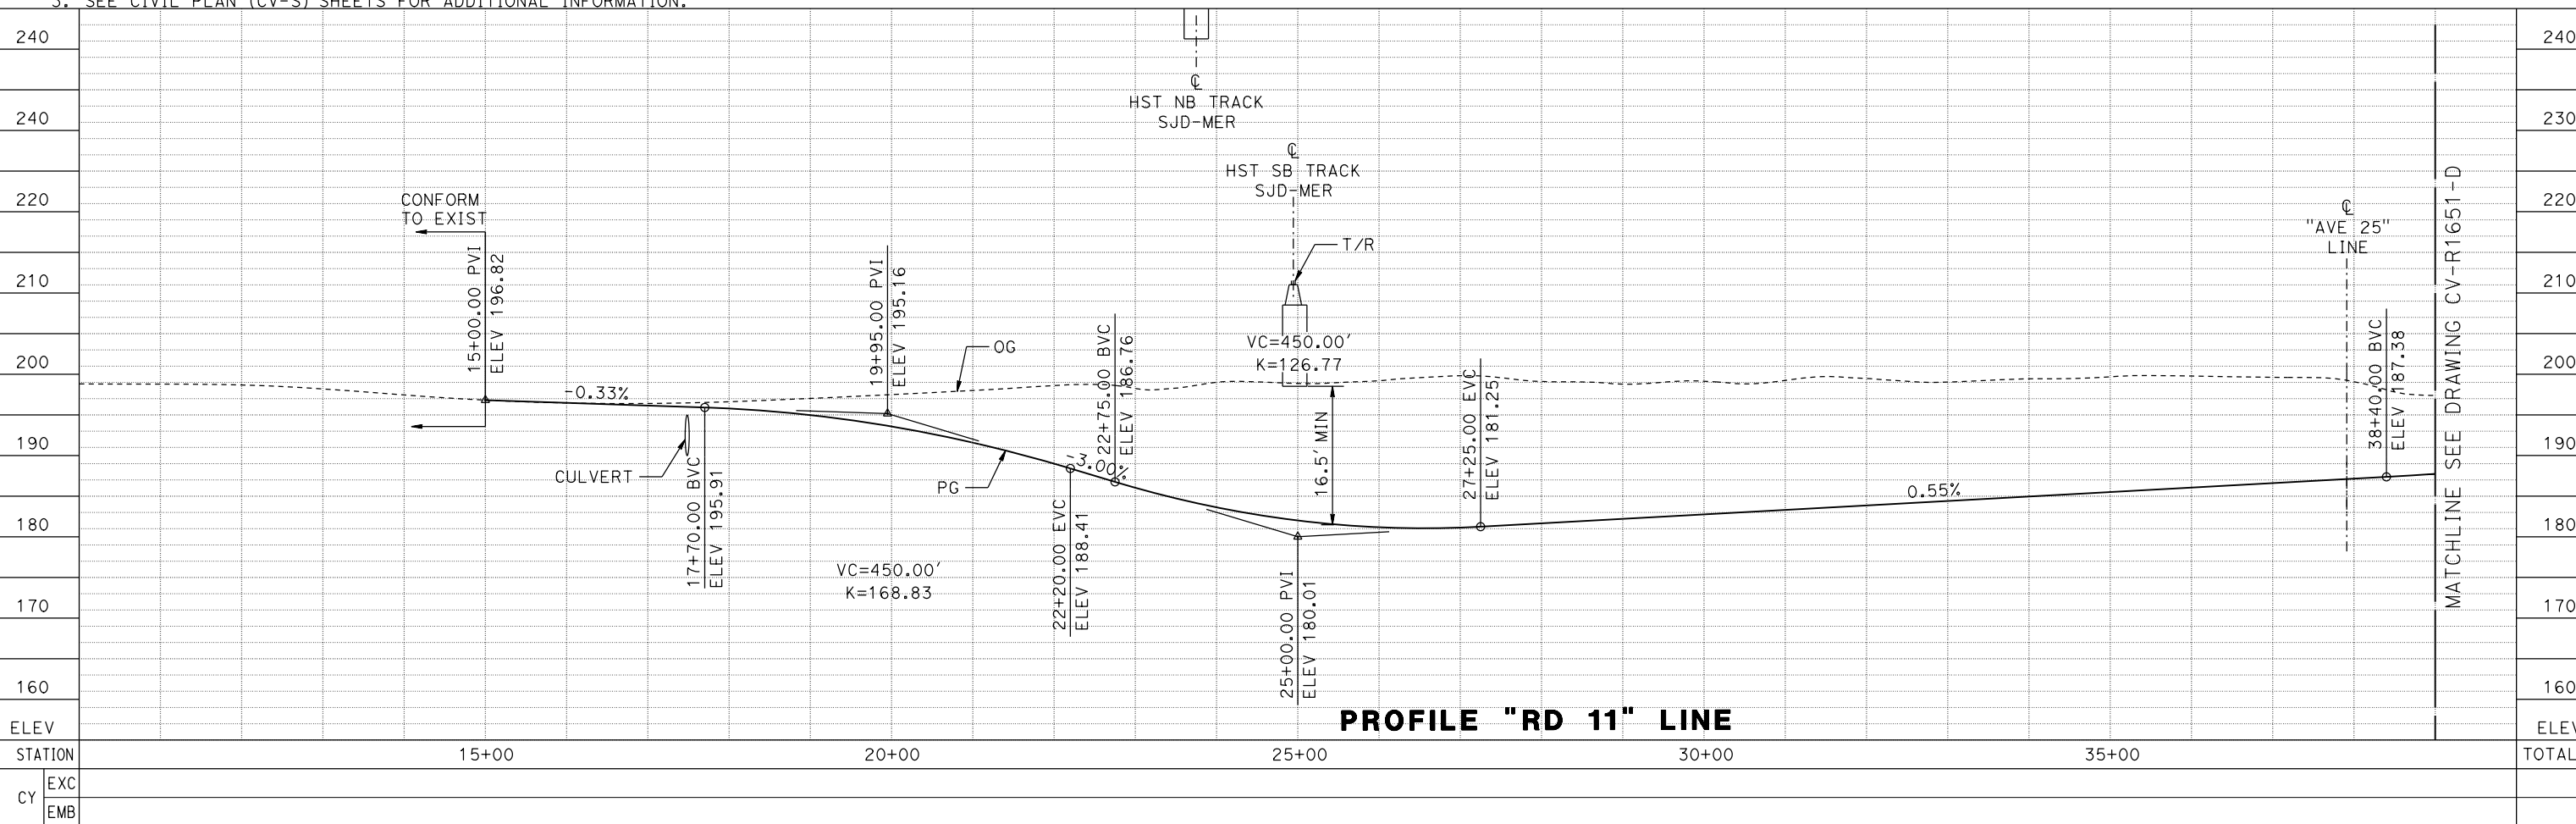 3. SEE CIVIL PLAN (CV-S) SHEETS FOR ADDITIONAL INFORMATION.
240
240
220
210
200
190
180
170
160
ELEV
STATION
CY
EXC
EMB
CONFORM
TO EXIST
15+00.00 PVI
ELEV 196.82
-0.33%
CULVERT
17+70.00 BVC
ELEV 195.91
19+95.00 PVI
ELEV 195.16
VC=450.00'
K=168.83
OG
PG
22+20.00 EVC
ELEV 188.41
-3.00%
22+75.00 BVC
ELEV 186.76
℄
HST NB TRACK
SJD-MER
℄
HST SB TRACK
SJD-MER
T/R
VC=450.00'
K=126.77
16.5' MIN
25+00.00 PVI
ELEV 180.01
27+25.00 EVC
ELEV 181.25
0.55%
℄
"AVE 25"
LINE
38+40.00 BVC
ELEV 187.38
MATCHLINE SEE DRAWING CV-R1651-D
PROFILE "RD 11" LINE
15+00
20+00
25+00
30+00
35+00
240
230
220
210
200
190
180
170
160
ELEV
TOTAL